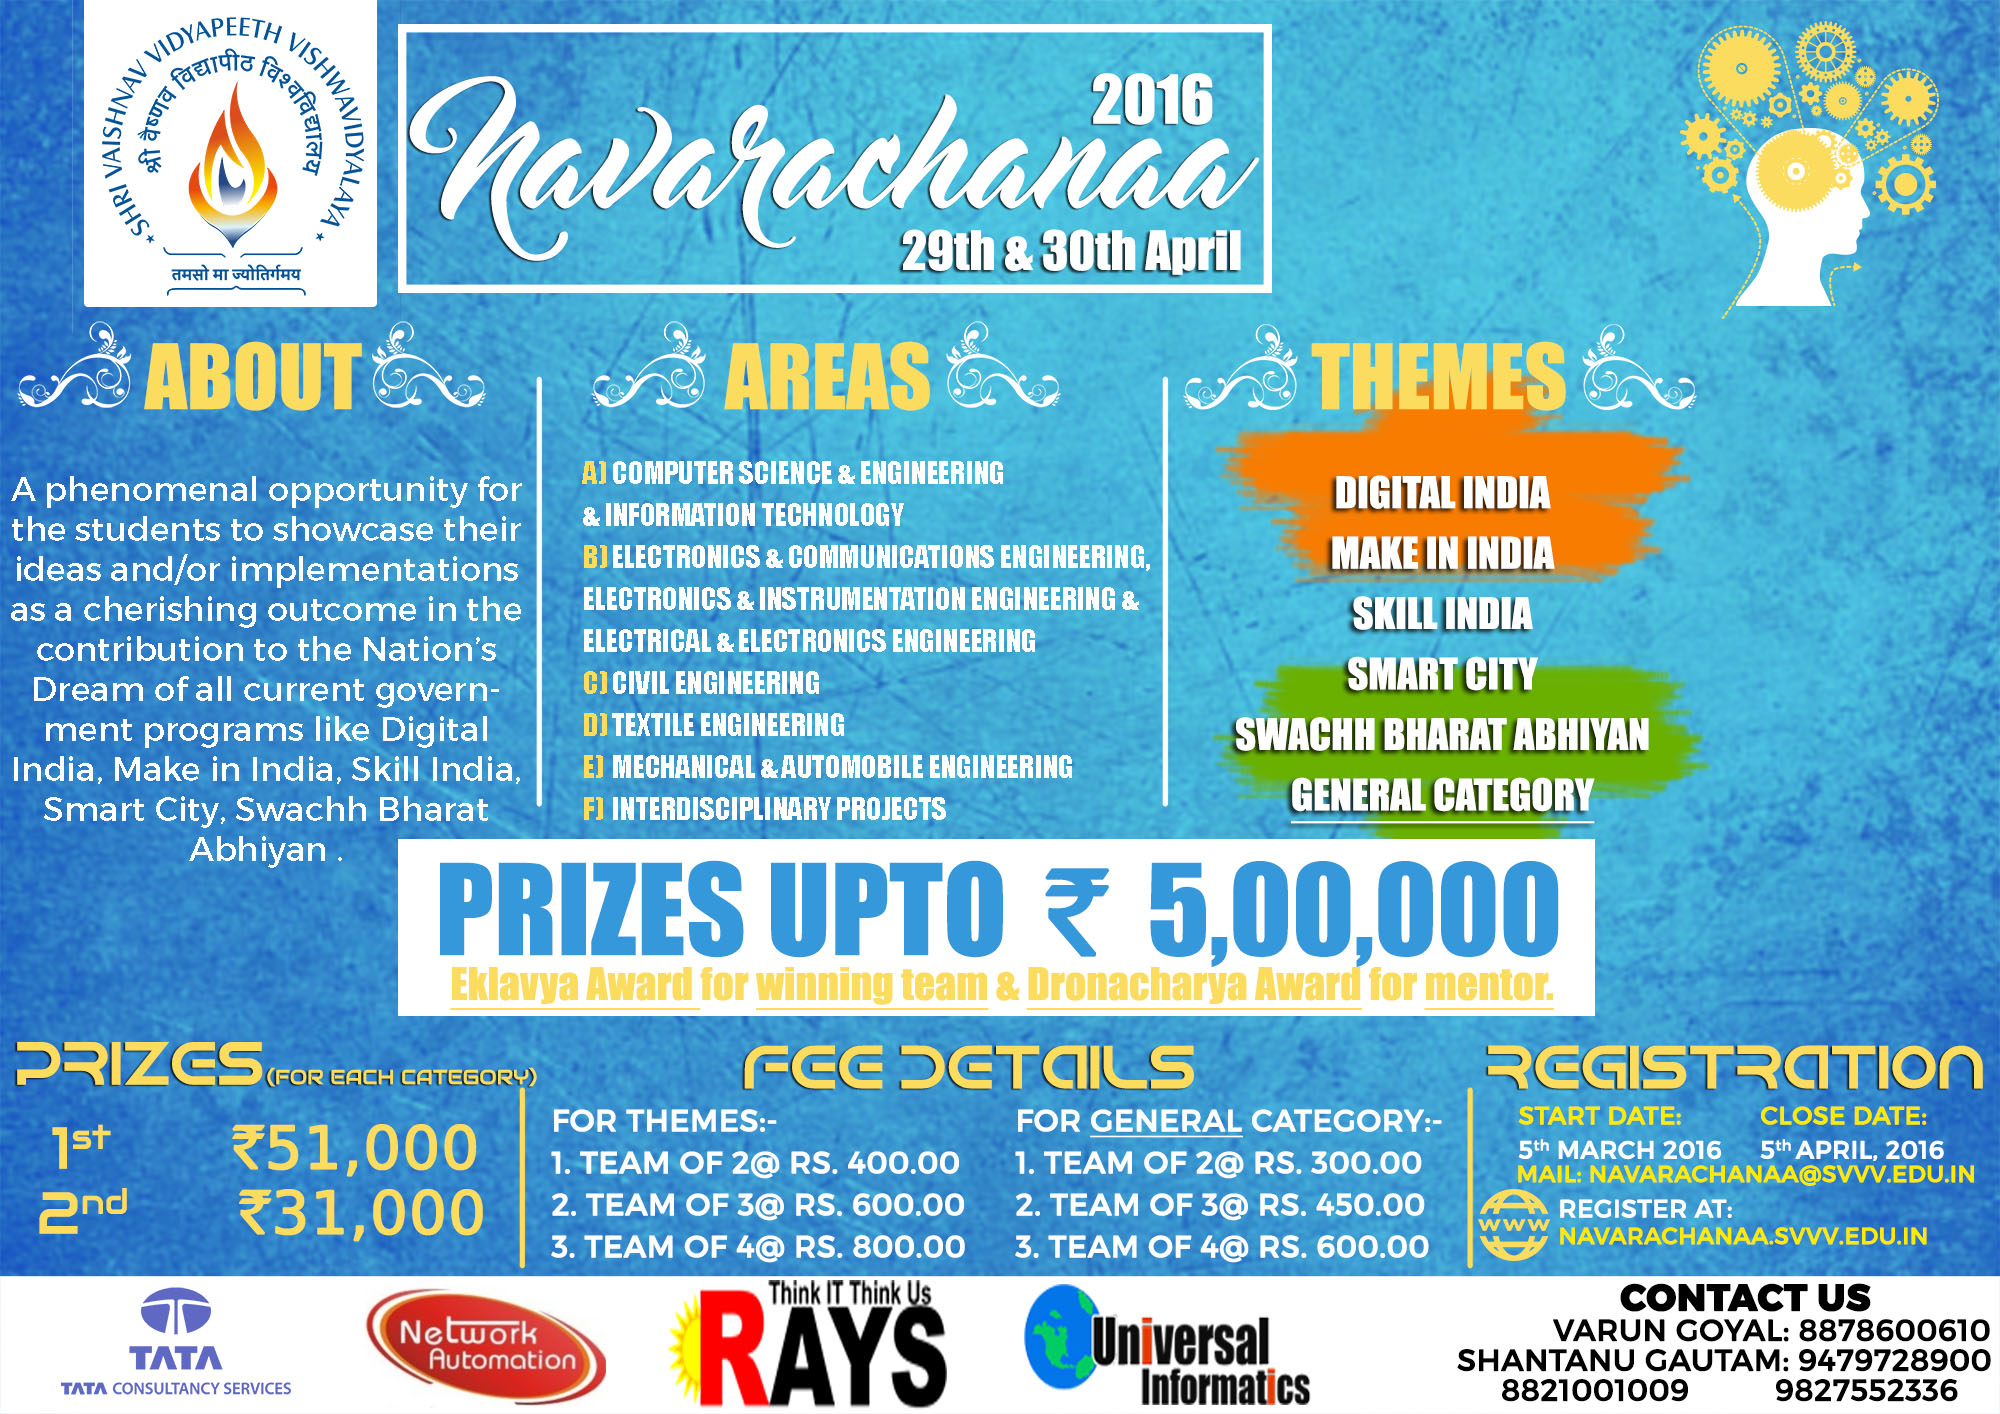 SHRI VAISHNAV VIDYAPEETH VISHWAVIDYALAYA
श्री वैष्णव विद्यापीठ विश्वविद्यालय
तमसो मा ज्योतिर्गमय
2016
Navarachanaa
29th & 30th April
ABOUT
A phenomenal opportunity for
the students to showcase their
ideas and/or implementations
as a cherishing outcome in the
contribution to the Nation's
Dream of all current govern-
ment programs like Digital
India, Make in India, Skill India,
Smart City, Swachh Bharat
Abhiyan .
AREAS
A) COMPUTER SCIENCE & ENGINEERING
& INFORMATION TECHNOLOGY
B) ELECTRONICS & COMMUNICATIONS ENGINEERING,
ELECTRONICS & INSTRUMENTATION ENGINEERING &
ELECTRICAL & ELECTRONICS ENGINEERING
C) CIVIL ENGINEERING
D) TEXTILE ENGINEERING
E) MECHANICAL & AUTOMOBILE ENGINEERING
F) INTERDISCIPLINARY PROJECTS
THEMES
DIGITAL INDIA
MAKE IN INDIA
SKILL INDIA
SMART CITY
SWACHH BHARAT ABHIYAN
GENERAL CATEGORY
PRIZES UPTO ₹ 5,00,000
Eklavya Award for winning team & Dronacharya Award for mentor.
PRIZES (FOR EACH CATEGORY)
1st ₹51,000
2nd ₹31,000
FEE DETAILS
FOR THEMES:-
1. TEAM OF 2@ RS. 400.00
2. TEAM OF 3@ RS. 600.00
3. TEAM OF 4@ RS. 800.00
FOR GENERAL CATEGORY:-
1. TEAM OF 2@ RS. 300.00
2. TEAM OF 3@ RS. 450.00
3. TEAM OF 4@ RS. 600.00
REGISTRATION
START DATE: CLOSE DATE:
5th MARCH 2016 5th APRIL, 2016
MAIL: NAVARACHANAA@SVVV.EDU.IN
www
REGISTER AT:
NAVARACHANAA.SVVV.EDU.IN
TATA
TATA CONSULTANCY SERVICES
Network
Automation
Think IT Think Us
RAYS
Universal
Informatics
CONTACT US
VARUN GOYAL: 8878600610
SHANTANU GAUTAM: 9479728900
8821001009 9827552336